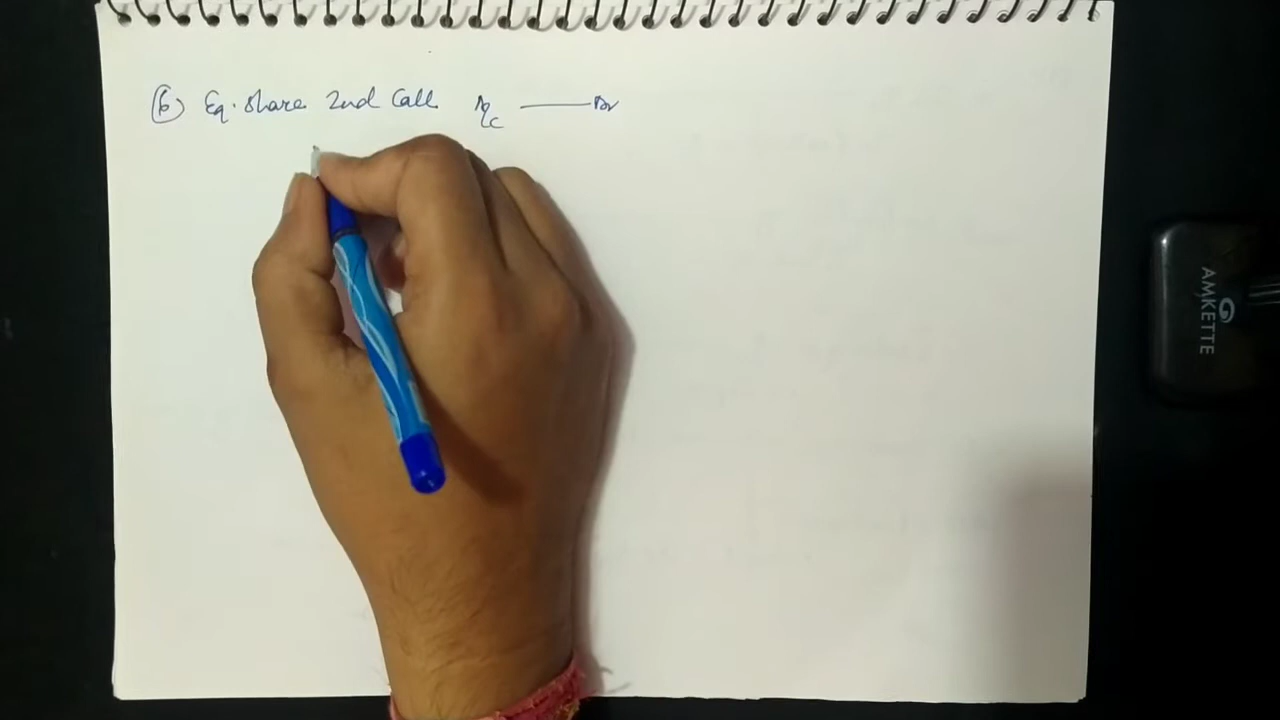 (6) Eq. Share 2nd Call A/c —— Dr
AMKETTE